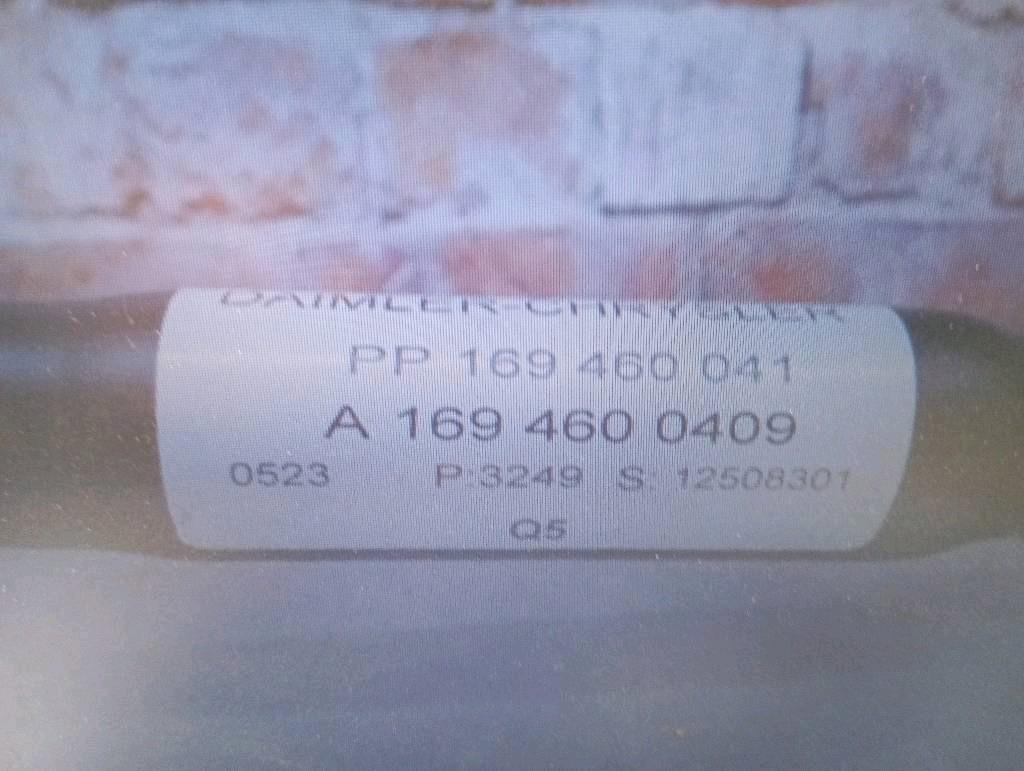 DAIMLER-CHRYSLER
PP 169 460 041
A 169 460 0409
0523 P:3249 S: 12508301
Q5